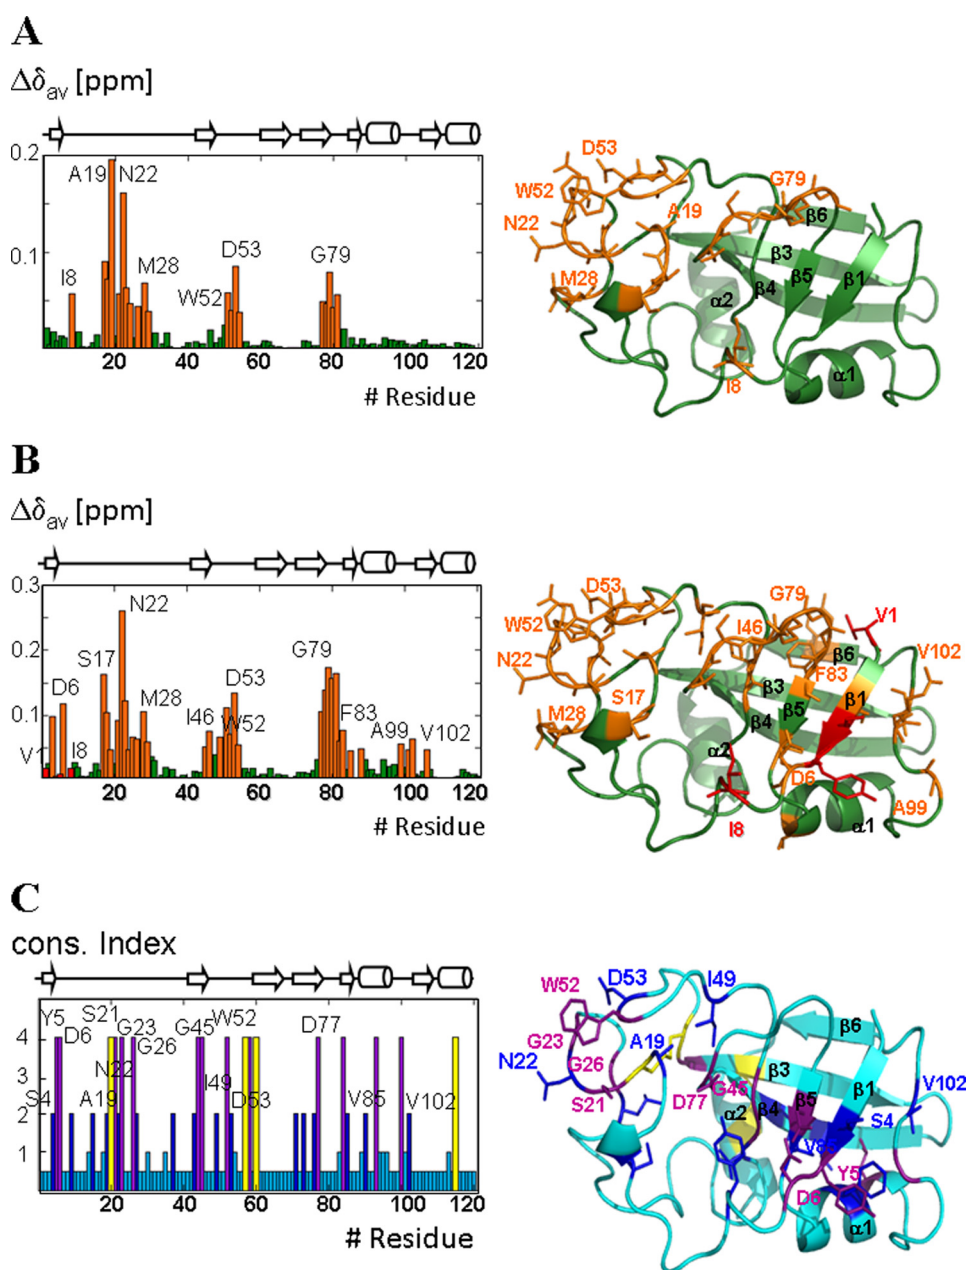 A
Δδav [ppm]
0.2
0.1
A19
N22
I8
M28
W52
D53
G79
20
40
60
80
100
120
# Residue
D53
W52
N22
A19
M28
G79
β6
β3
β5
β1
β4
α2
I8
α1
B
Δδav [ppm]
0.3
0.2
0.1
V1
D6
I8
S17
N22
M28
I46
W52
D53
G79
F83
A99
V102
20
40
60
80
100
120
# Residue
D53
W52
N22
S17
M28
G79
V1
I46
β6
F83
V102
β3
β5
β1
β4
α2
D6
I8
α1
A99
C
cons. Index
4
3
2
1
Y5
D6
S4
S21
G23
N22
A19
G26
G45
W52
I49
D53
D77
V85
V102
20
40
60
80
100
120
# Residue
W52
D53
I49
G23
A19
G26
N22
S21
D77
G45
β6
β3
β1
β5
β4
α2
S4
V102
V85
Y5
D6
α1